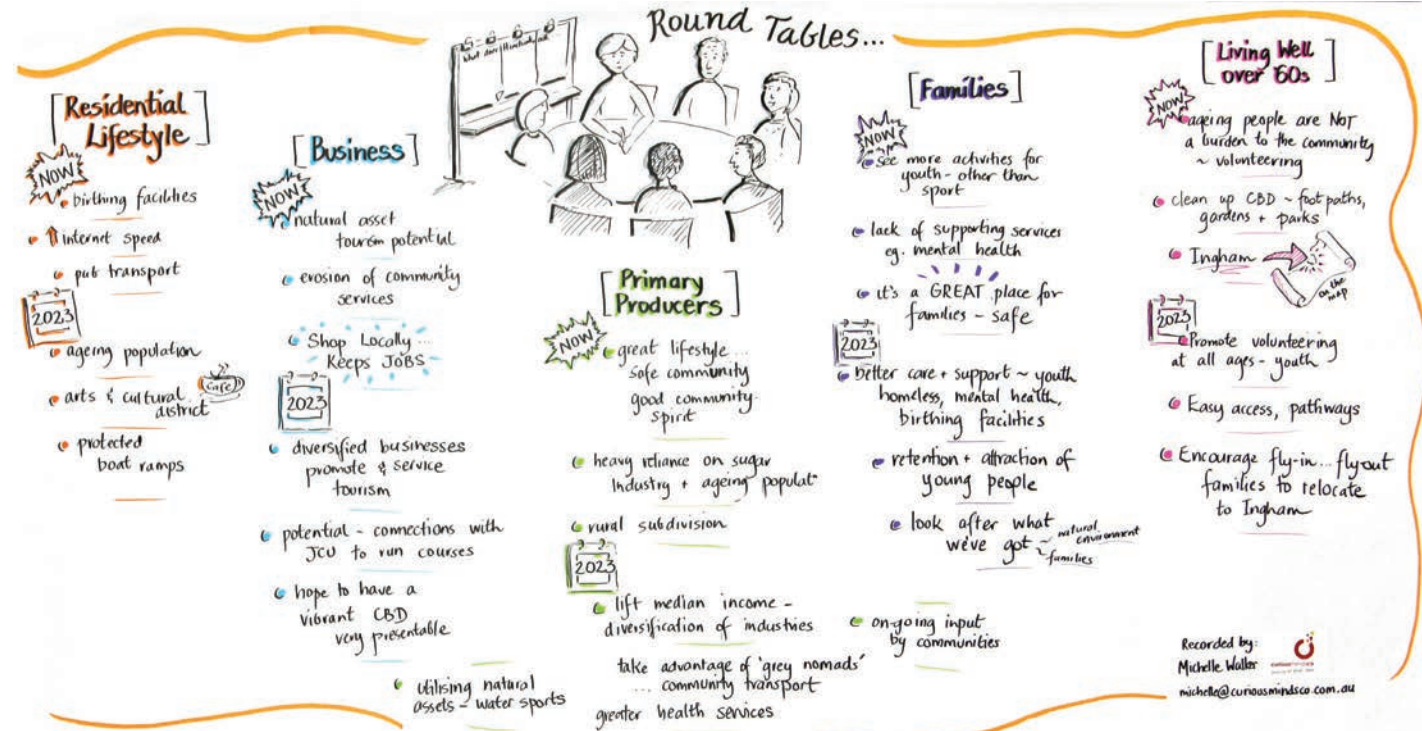 Round Tables...
[Residential
Lifestyle]
NOW
birthing facilities
⇑ Internet speed
pub transport
2023
ageing population
arts & cultural
district
Cafe
protected
boat ramps
[Business]
NOW
natural asset
tourism potential
erosion of community
services
Shop Locally...
Keeps JOBS
2023
diversified businesses
promote & service
tourism
potential - connections with
JCU to run courses
hope to have a
vibrant CBD
very presentable
[Primary
Producers]
NOW
great lifestyle...
safe community
good community
spirit
heavy reliance on sugar
Industry + ageing populat
rural subdivision
2023
lift median income -
diversification of industries
take advantage of 'grey nomads'
... community transport
greater health services
utilising natural
assets - water sports
on-going input
by communities
[Families]
NOW
see more activities for
youth - other than
sport
lack of supporting services
eg. mental health
it's a GREAT place for
families - safe
2023
better care + support ~ youth
homeless, mental health,
birthing facilities
retention + attraction of
young people
look after what
we've got ~ natural
environment
~ families
[Living Well
over '60s]
NOW
ageing people are NOT
a burden to the community
~ volunteering
clean up CBD ~ foot paths,
gardens + parks
Ingham
on the
map
2023
Promote volunteering
at all ages - youth
Easy access, pathways
Encourage fly-in... fly out
families to relocate
to Ingham
Recorded by:
Michelle Walker
michelle@curiousmindsco.com.au